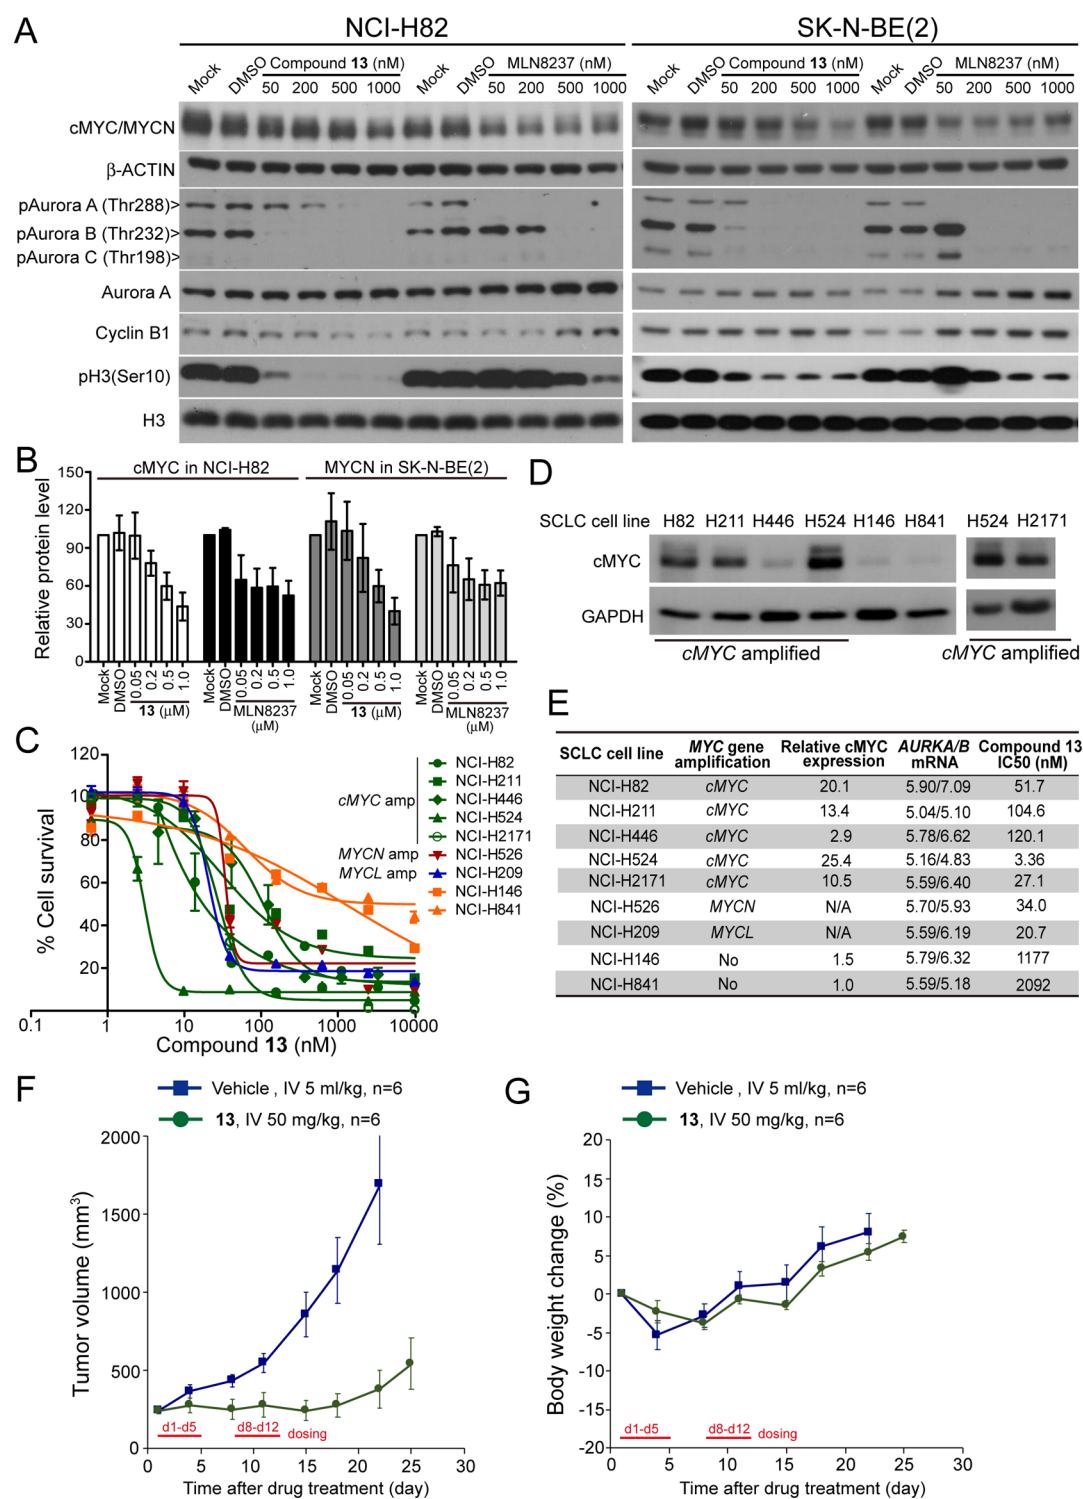 A
NCI-H82
SK-N-BE(2)
Mock DMSO Compound 13 (nM) 50 200 500 1000 Mock DMSO MLN8237 (nM) 50 200 500 1000
Mock DMSO Compound 13 (nM) 50 200 500 1000 Mock DMSO MLN8237 (nM) 50 200 500 1000
cMYC/MYCN
β-ACTIN
pAurora A (Thr288)>
pAurora B (Thr232)>
pAurora C (Thr198)>
Aurora A
Cyclin B1
pH3(Ser10)
H3
B
cMYC in NCI-H82
MYCN in SK-N-BE(2)
Relative protein level
150
120
90
60
30
0
Mock DMSO 0.05 0.2 0.5 1.0 Mock DMSO 0.05 0.2 0.5 1.0 Mock DMSO 0.05 0.2 0.5 1.0 Mock DMSO 0.05 0.2 0.5 1.0
13 (μM) MLN8237 (μM) 13 (μM) MLN8237 (μM)
D
SCLC cell line H82 H211 H446 H524 H146 H841 H524 H2171
cMYC
GAPDH
cMYC amplified
cMYC amplified
C
% Cell survival
120
100
80
60
40
20
0.1 1 10 100 1000 10000
Compound 13 (nM)
cMYC amp
MYCN amp
MYCL amp
NCI-H82
NCI-H211
NCI-H446
NCI-H524
NCI-H2171
NCI-H526
NCI-H209
NCI-H146
NCI-H841
E
SCLC cell line MYC gene amplification Relative cMYC expression AURKA/B mRNA Compound 13 IC50 (nM)
NCI-H82 cMYC 20.1 5.90/7.09 51.7
NCI-H211 cMYC 13.4 5.04/5.10 104.6
NCI-H446 cMYC 2.9 5.78/6.62 120.1
NCI-H524 cMYC 25.4 5.16/4.83 3.36
NCI-H2171 cMYC 10.5 5.59/6.40 27.1
NCI-H526 MYCN N/A 5.70/5.93 34.0
NCI-H209 MYCL N/A 5.59/6.19 20.7
NCI-H146 No 1.5 5.79/6.32 1177
NCI-H841 No 1.0 5.59/5.18 2092
F
Vehicle , IV 5 ml/kg, n=6
13, IV 50 mg/kg, n=6
Tumor volume (mm³)
2000
1500
1000
500
0
d1-d5 d8-d12 dosing
0 5 10 15 20 25 30
Time after drug treatment (day)
G
Vehicle, IV 5 ml/kg, n=6
13, IV 50 mg/kg, n=6
Body weight change (%)
20
15
10
5
0
-5
-10
-15
-20
d1-d5 d8-d12 dosing
0 5 10 15 20 25 30
Time after drug treatment (day)